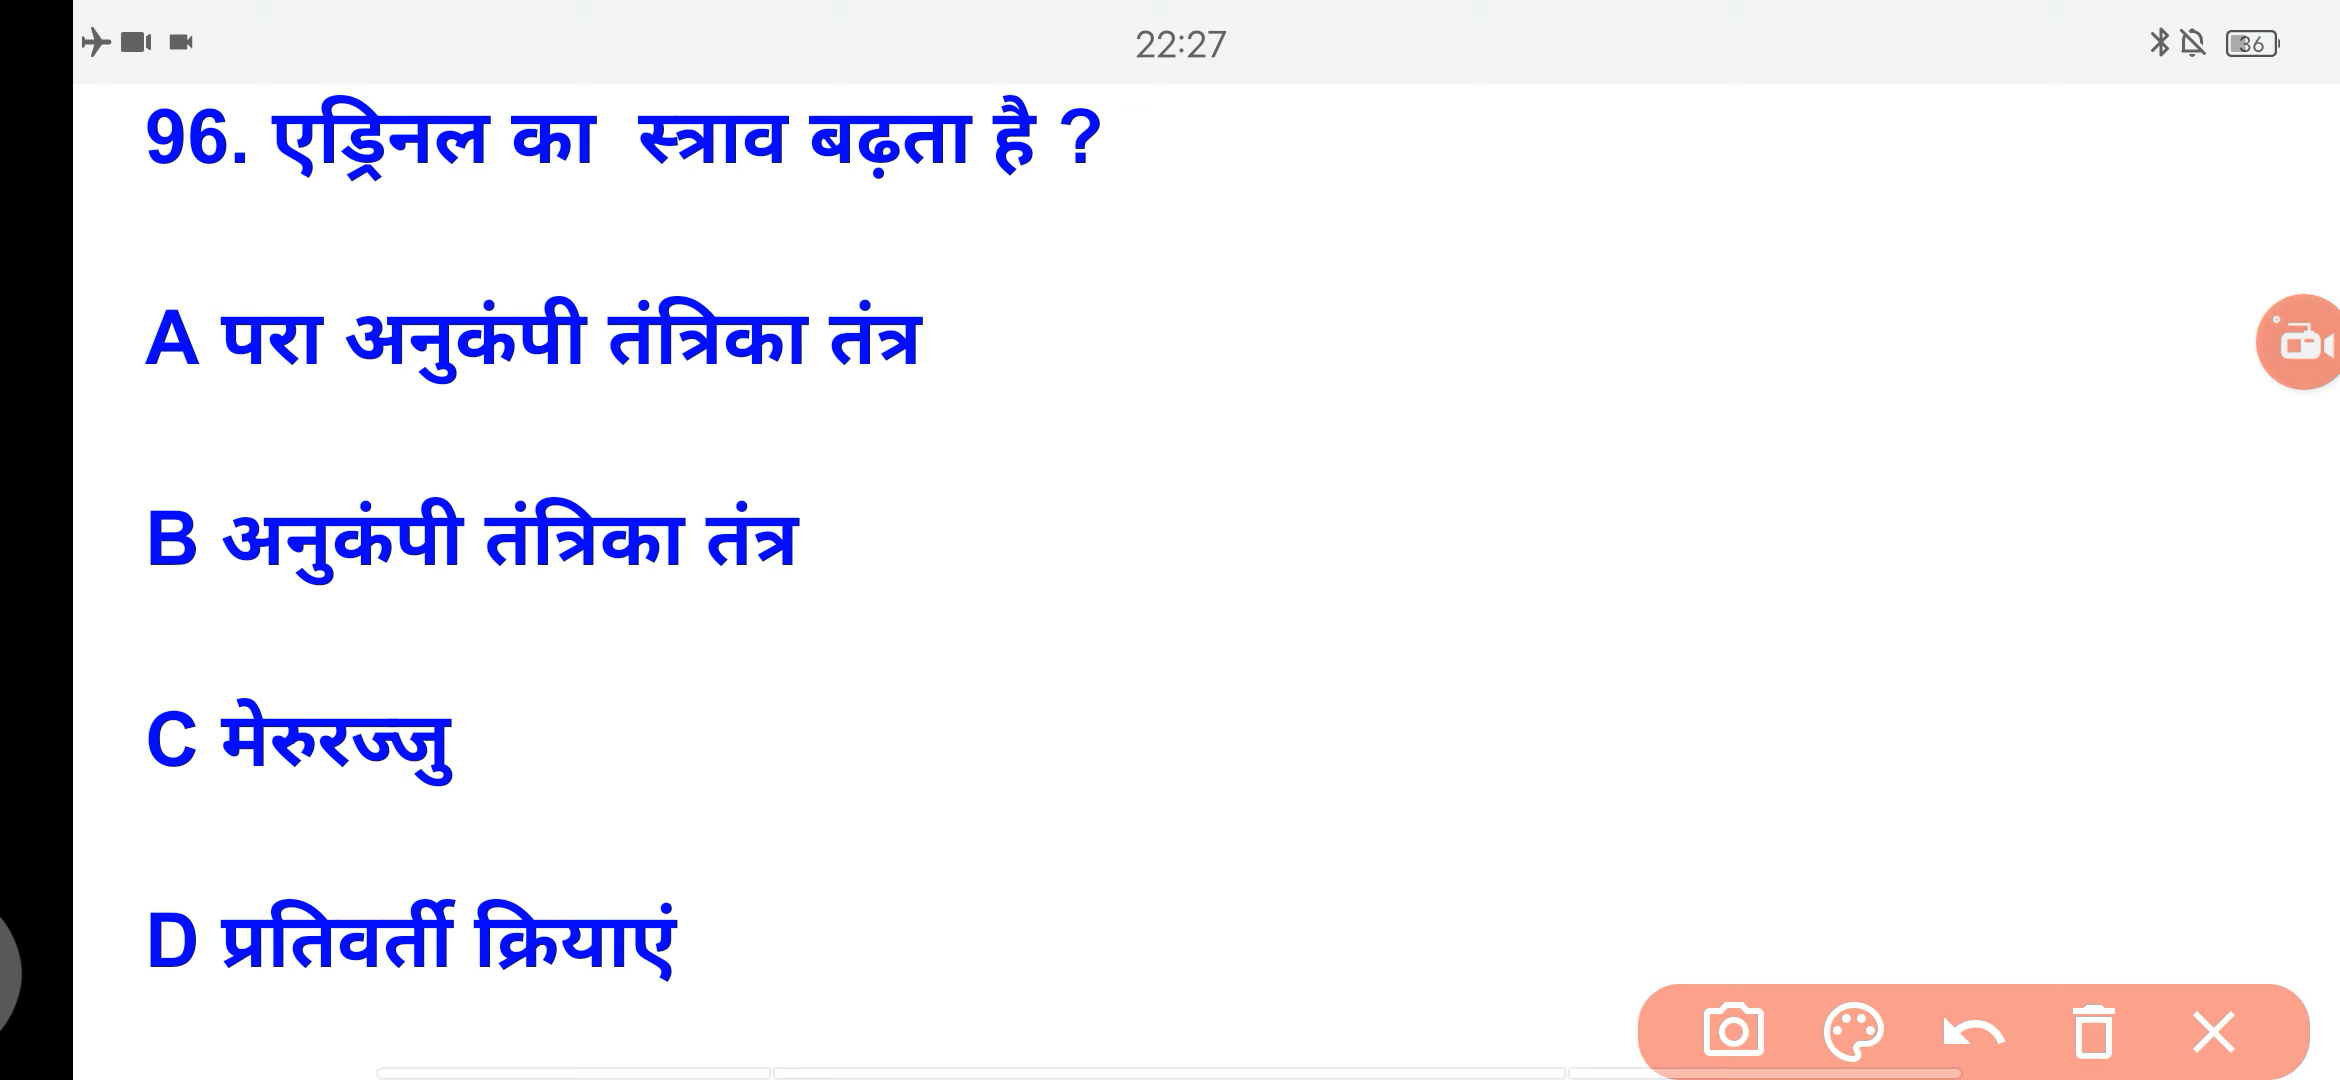 22:27
36
96. एड्रिनल का स्त्राव बढ़ता है ?
A परा अनुकंपी तंत्रिका तंत्र
B अनुकंपी तंत्रिका तंत्र
C मेरुरज्जु
D प्रतिवर्ती क्रियाएं